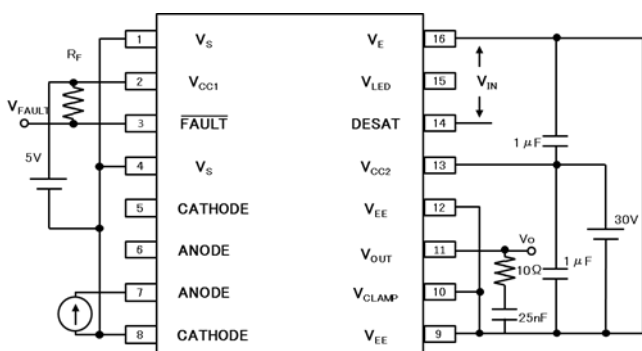 1 VS VE 16
RF
2 VCC1 VLED 15
VIN
VFAULT
3 FAULT DESAT 14
1 μF
5V
4 VS VCC2 13
5 CATHODE VEE 12
30V
6 ANODE VOUT 11
Vo
10Ω
1 μF
7 ANODE VCLAMP 10
25nF
8 CATHODE VEE 9